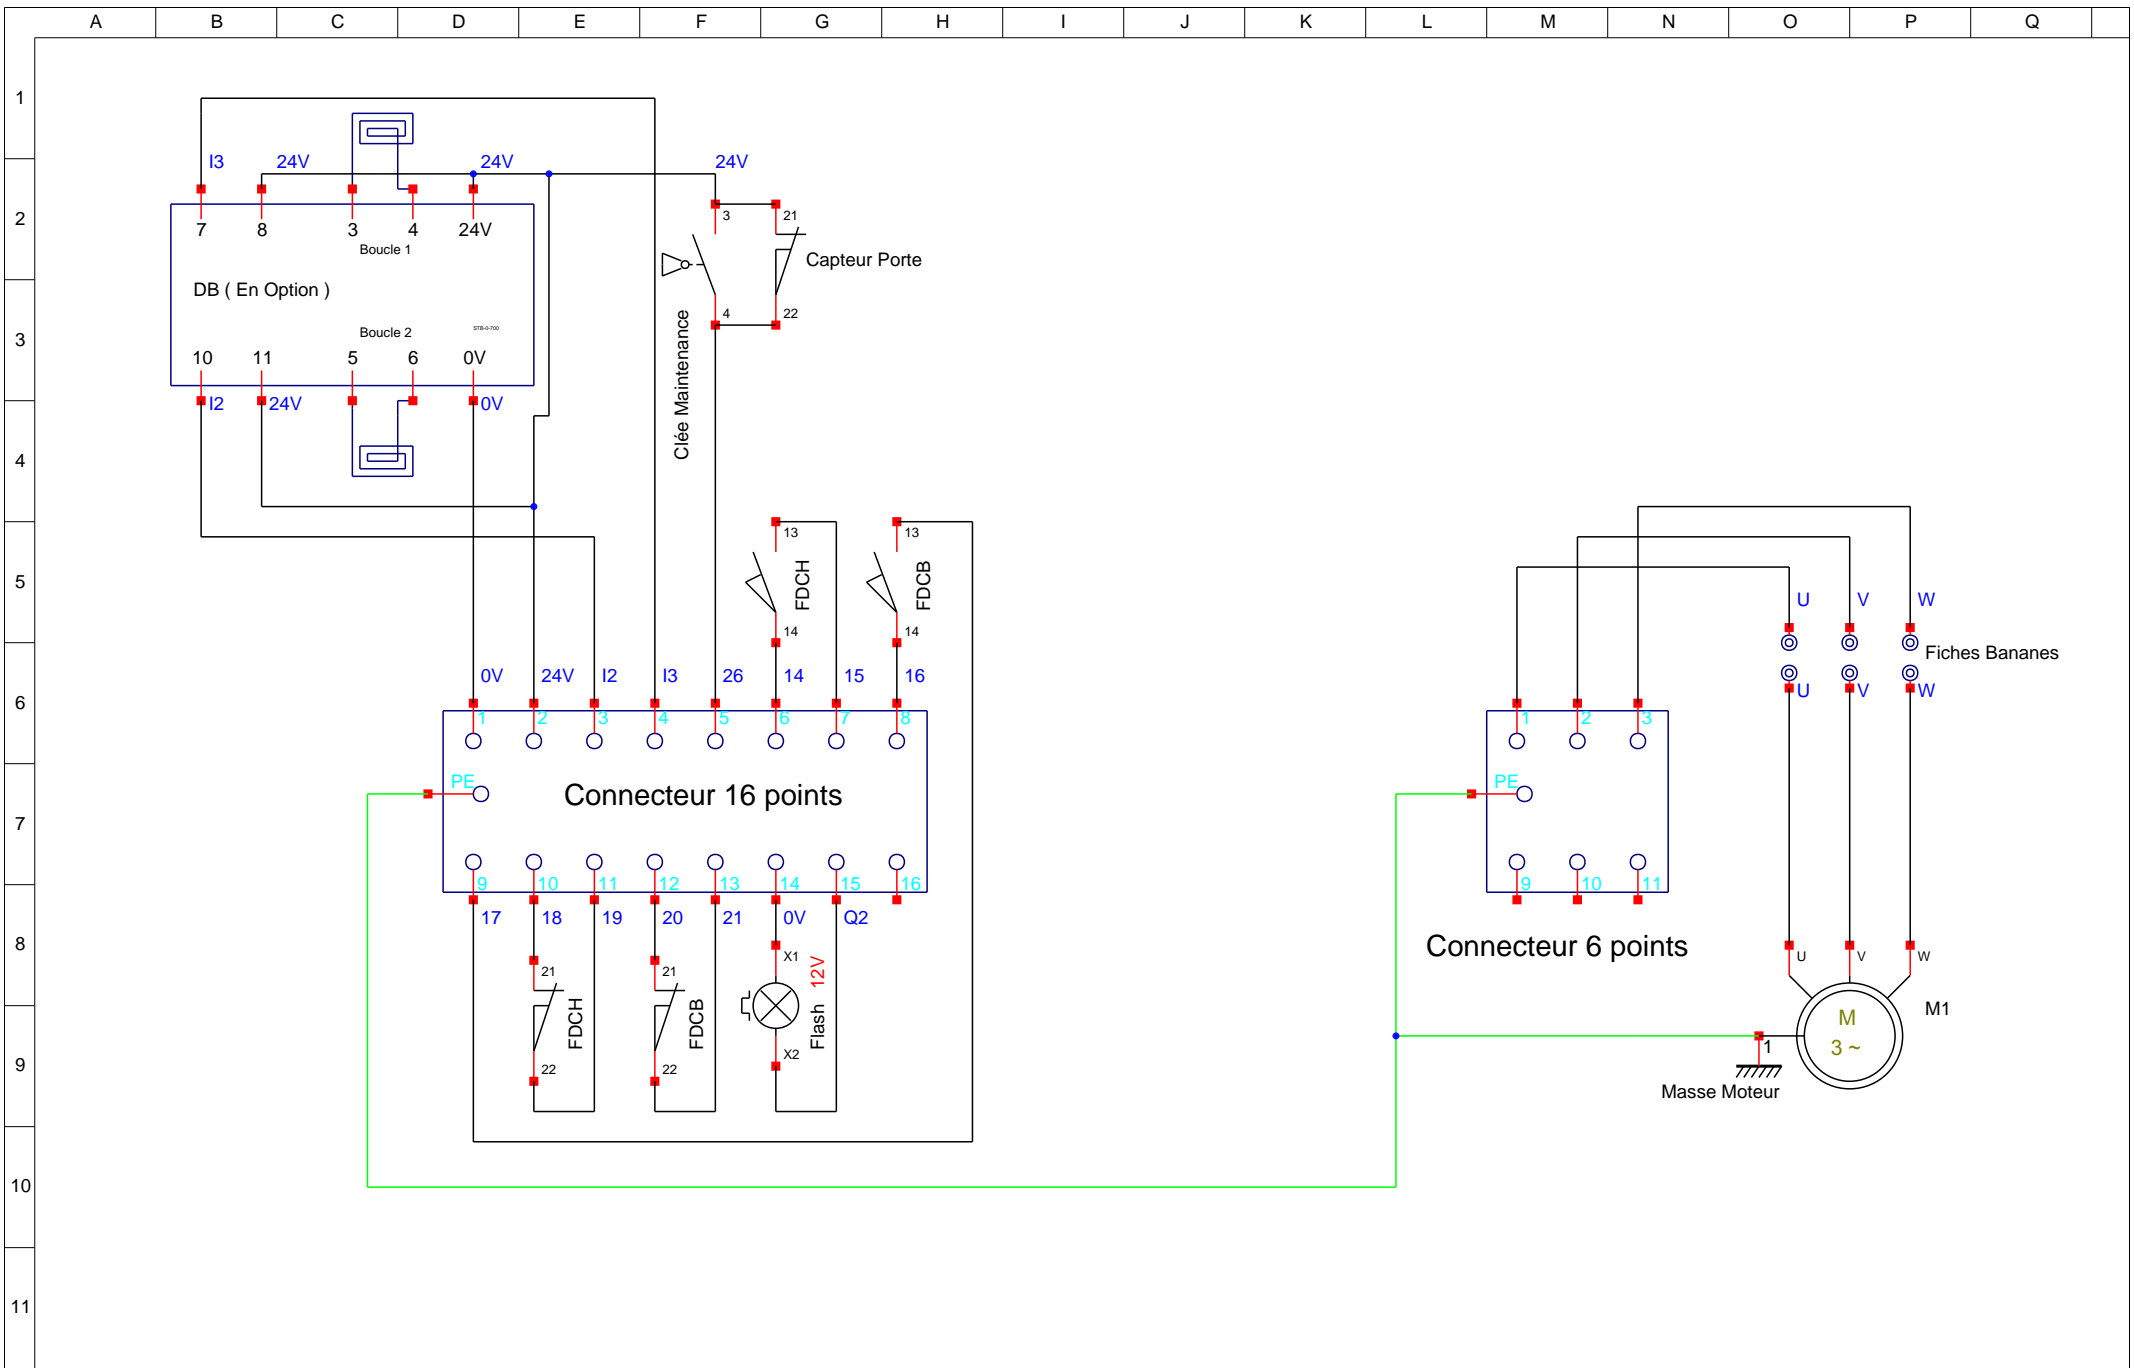 A B C D E F G H I J K L M N O P Q
1
I3 24V 24V 24V
2
7 8 3 4 24V 3 21
Boucle 1
Capteur Porte
DB ( En Option )
Boucle 2 STB-0-700
4 22
3
10 11 5 6 0V
Clée Maintenance
I2 24V 0V
4
13 13
5
FDCH FDCB
U V W
14 14
Fiches Bananes
0V 24V I2 I3 26 14 15 16
U V W
6
1 2 3 4 5 6 7 8 1 2 3
PE PE
Connecteur 16 points
7
9 10 11 12 13 14 15 16 9 10 11
17 18 19 20 21 0V Q2
8
Connecteur 6 points
X1 U V W
21 21 12V
FDCH FDCB Flash
M1
M
3 ~
1
X2
22 22
9
Masse Moteur
10
11